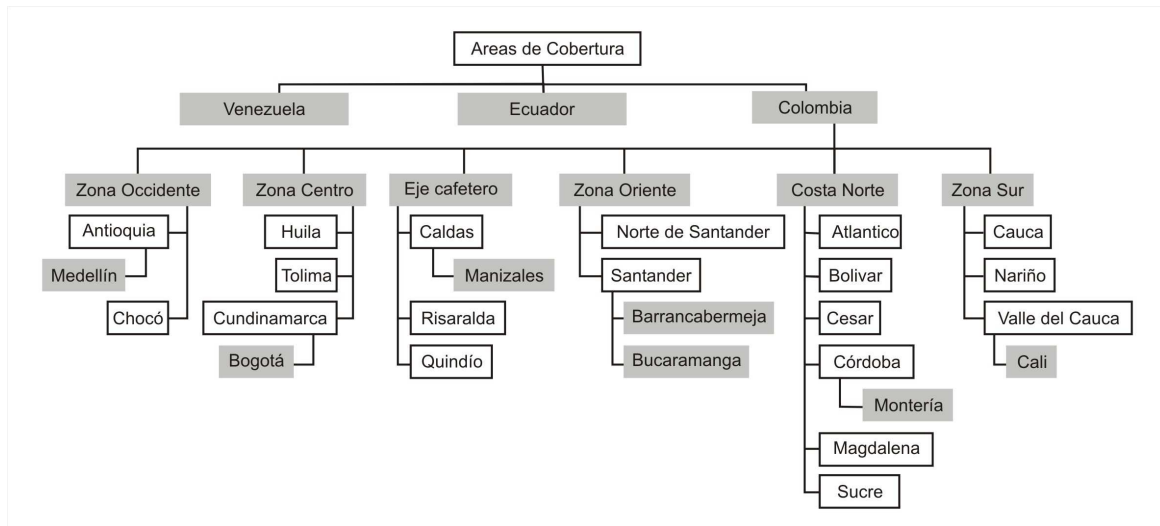 Areas de Cobertura
Venezuela
Ecuador
Colombia
Zona Occidente
Zona Centro
Eje cafetero
Zona Oriente
Costa Norte
Zona Sur
Antioquia
Huila
Caldas
Norte de Santander
Atlantico
Cauca
Medellín
Tolima
Manizales
Santander
Bolivar
Nariño
Chocó
Cundinamarca
Risaralda
Barrancabermeja
Cesar
Valle del Cauca
Bogotá
Quindío
Bucaramanga
Córdoba
Cali
Montería
Magdalena
Sucre